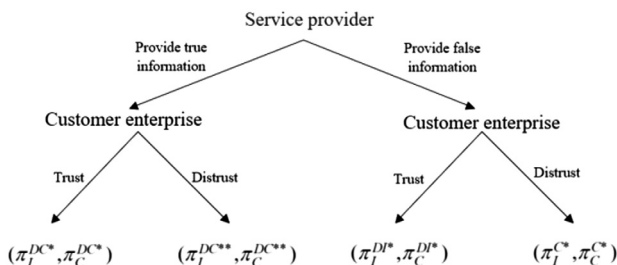 Service provider
Provide true
information
Provide false
information
Customer enterprise
Customer enterprise
Trust
Distrust
Trust
Distrust
(π_I^{DC*},π_C^{DC*})
(π_I^{DC**},π_C^{DC**})
(π_I^{DI*},π_C^{DI*})
(π_I^{C*},π_C^{C*})